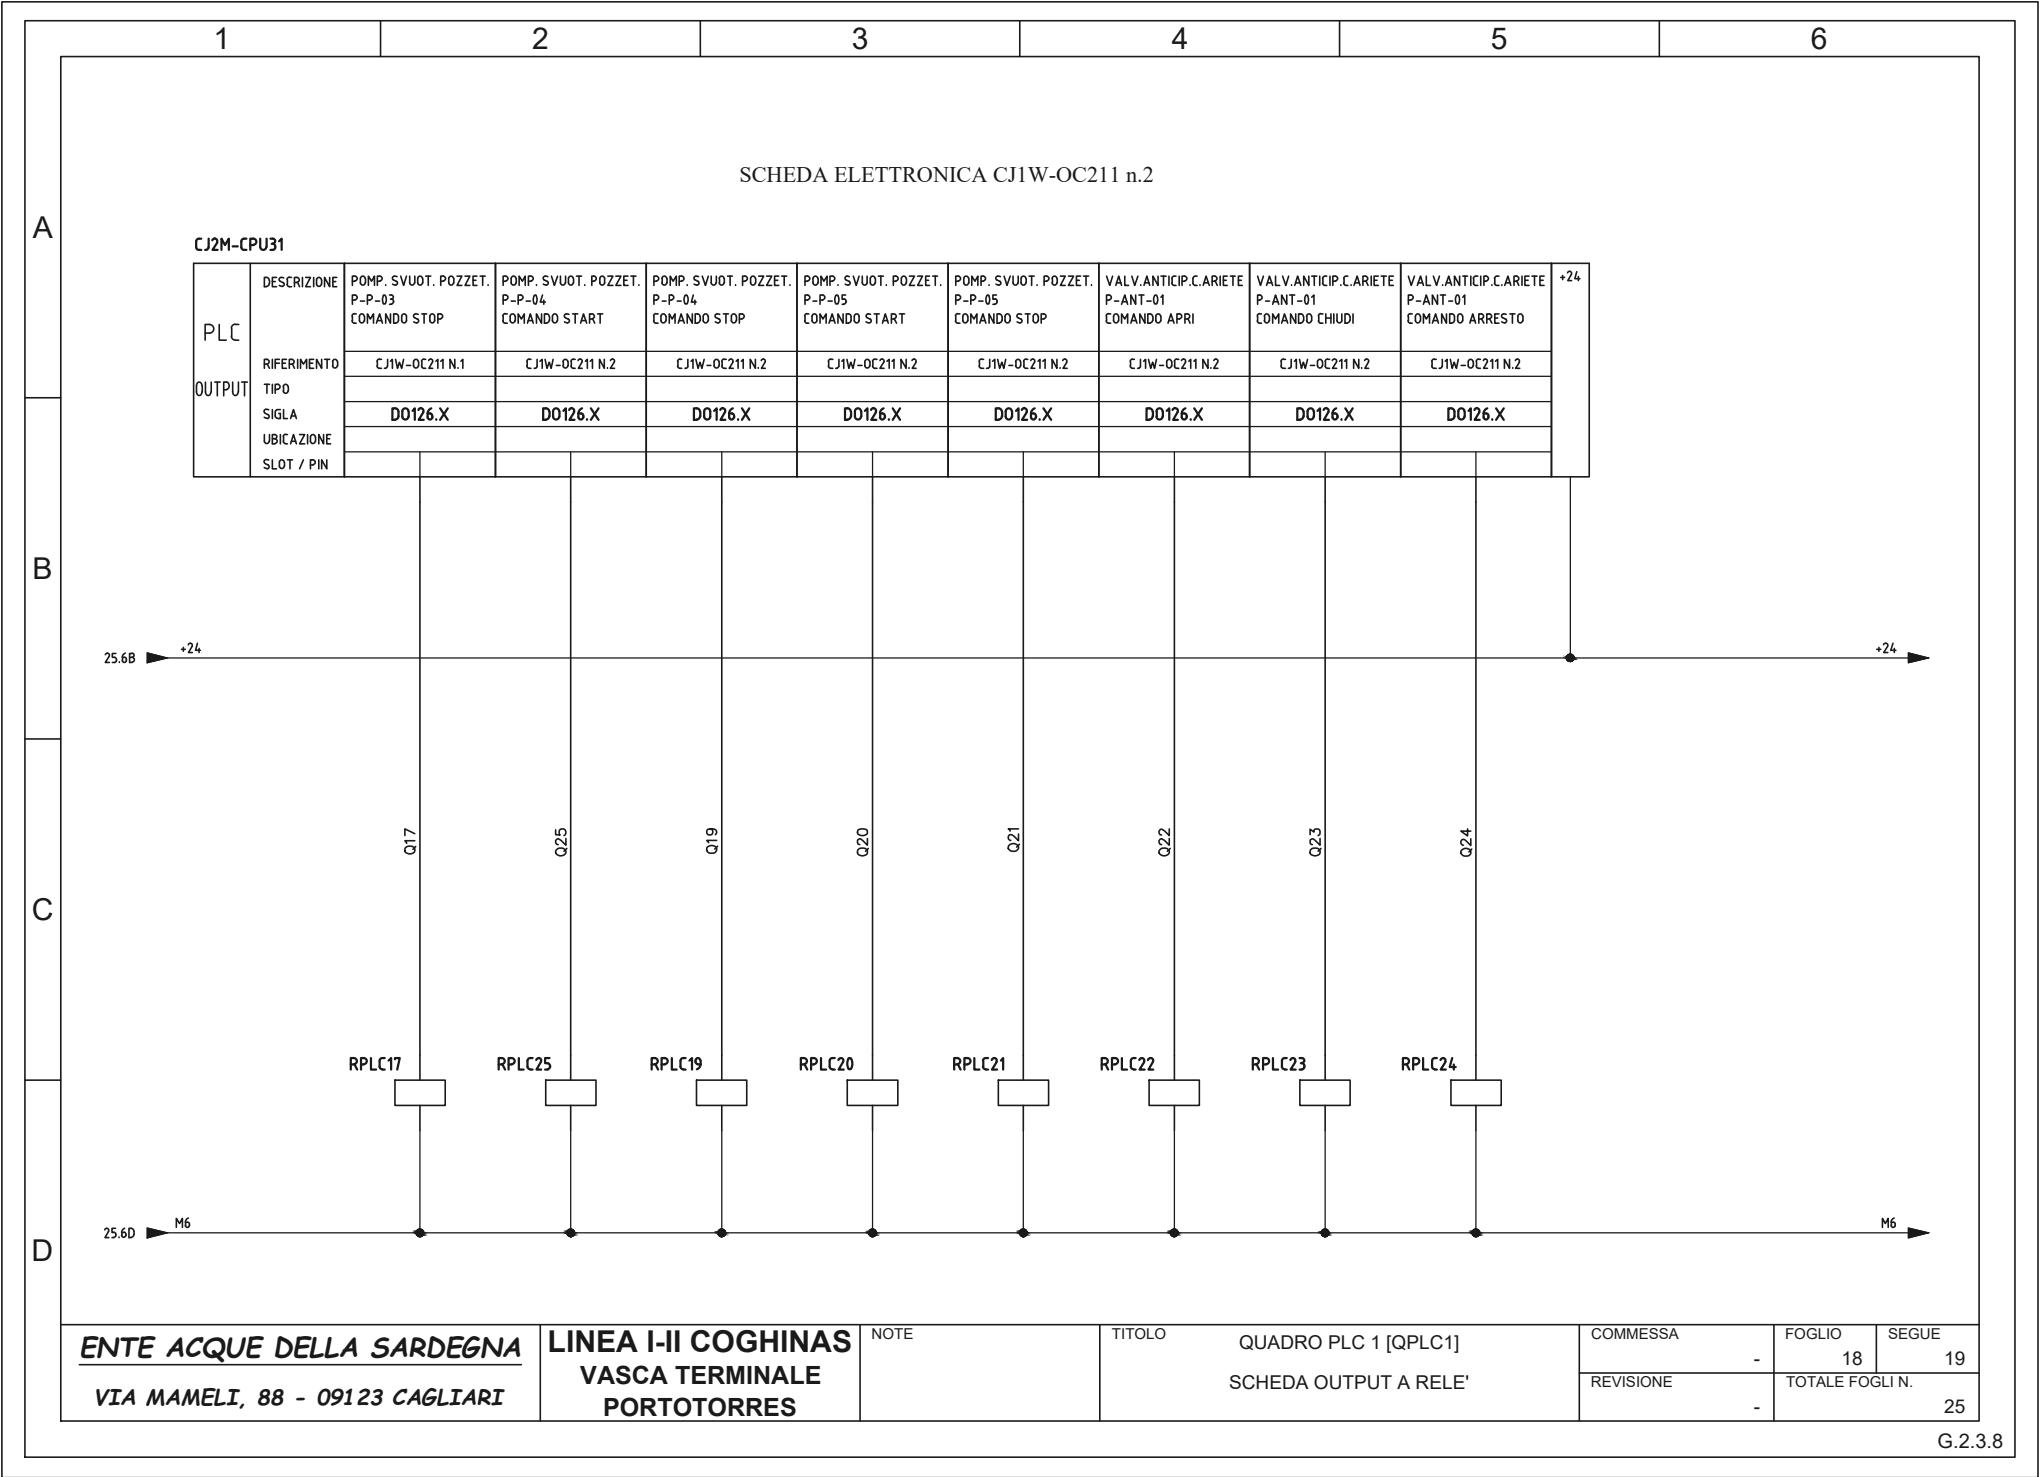 1 2 3 4 5 6
SCHEDA ELETTRONICA CJ1W-OC211 n.2
A
CJ2M-CPU31
PLC
OUTPUT
DESCRIZIONE
POMP. SVUOT. POZZET.
P-P-03
COMANDO STOP
POMP. SVUOT. POZZET.
P-P-04
COMANDO START
POMP. SVUOT. POZZET.
P-P-04
COMANDO STOP
POMP. SVUOT. POZZET.
P-P-05
COMANDO START
POMP. SVUOT. POZZET.
P-P-05
COMANDO STOP
VALV.ANTICIP.C.ARIETE
P-ANT-01
COMANDO APRI
VALV.ANTICIP.C.ARIETE
P-ANT-01
COMANDO CHIUDI
VALV.ANTICIP.C.ARIETE
P-ANT-01
COMANDO ARRESTO
+24
RIFERIMENTO CJ1W-OC211 N.1 CJ1W-OC211 N.2 CJ1W-OC211 N.2 CJ1W-OC211 N.2 CJ1W-OC211 N.2 CJ1W-OC211 N.2 CJ1W-OC211 N.2 CJ1W-OC211 N.2
TIPO
SIGLA DO126.X DO126.X DO126.X DO126.X DO126.X DO126.X DO126.X DO126.X
UBICAZIONE
SLOT / PIN
B
25.6B +24 +24
Q17 Q25 Q19 Q20 Q21 Q22 Q23 Q24
C
RPLC17 RPLC25 RPLC19 RPLC20 RPLC21 RPLC22 RPLC23 RPLC24
25.6D M6 M6
D
ENTE ACQUE DELLA SARDEGNA
VIA MAMELI, 88 - 09123 CAGLIARI
LINEA I-II COGHINAS
VASCA TERMINALE
PORTOTORRES
NOTE
TITOLO
QUADRO PLC 1 [QPLC1]
SCHEDA OUTPUT A RELE'
COMMESSA
-
REVISIONE
-
FOGLIO
18
SEGUE
19
TOTALE FOGLI N.
25
G.2.3.8